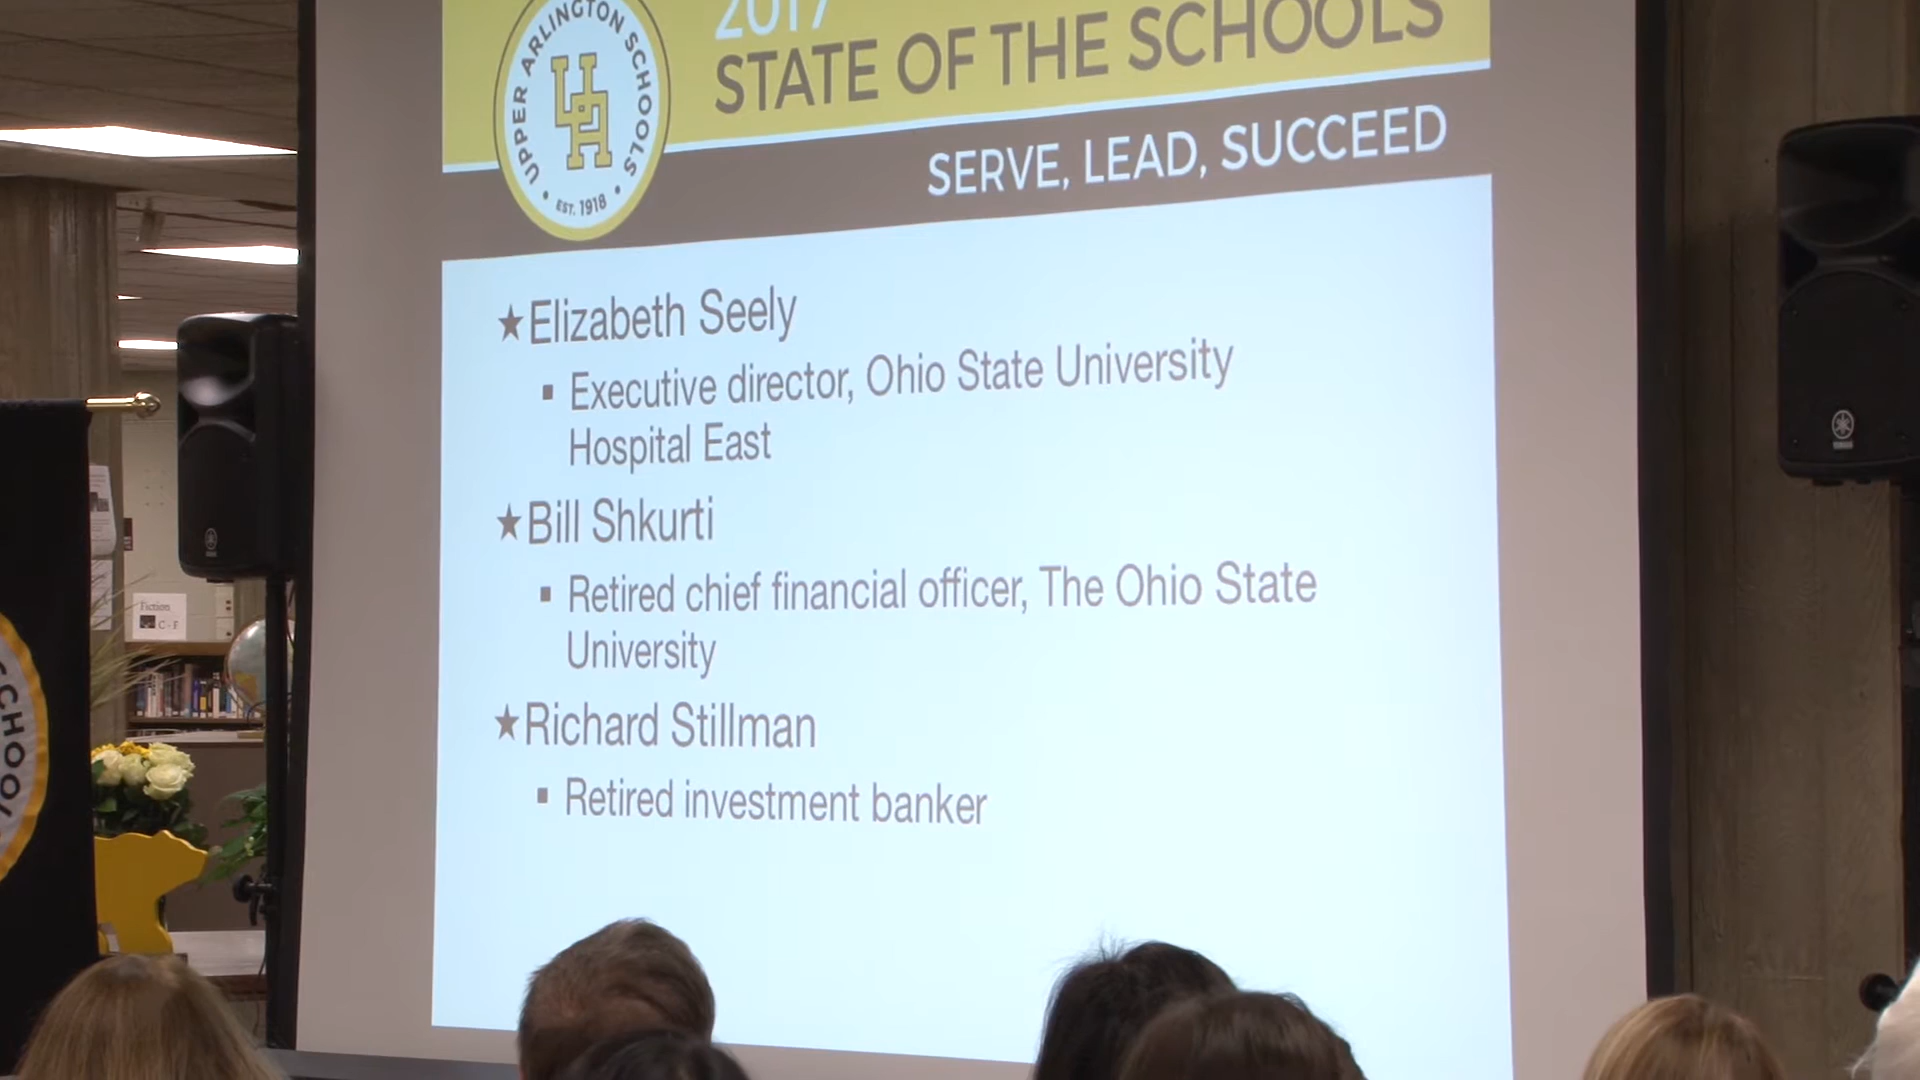 2017
STATE OF THE SCHOOLS
UPPER ARLINGTON SCHOOLS
UA
EST. 1918
SERVE, LEAD, SUCCEED
★Elizabeth Seely
▪ Executive director, Ohio State University
Hospital East
★Bill Shkurti
▪ Retired chief financial officer, The Ohio State
University
★Richard Stillman
▪ Retired investment banker
Fiction
C - F
SCHOOL